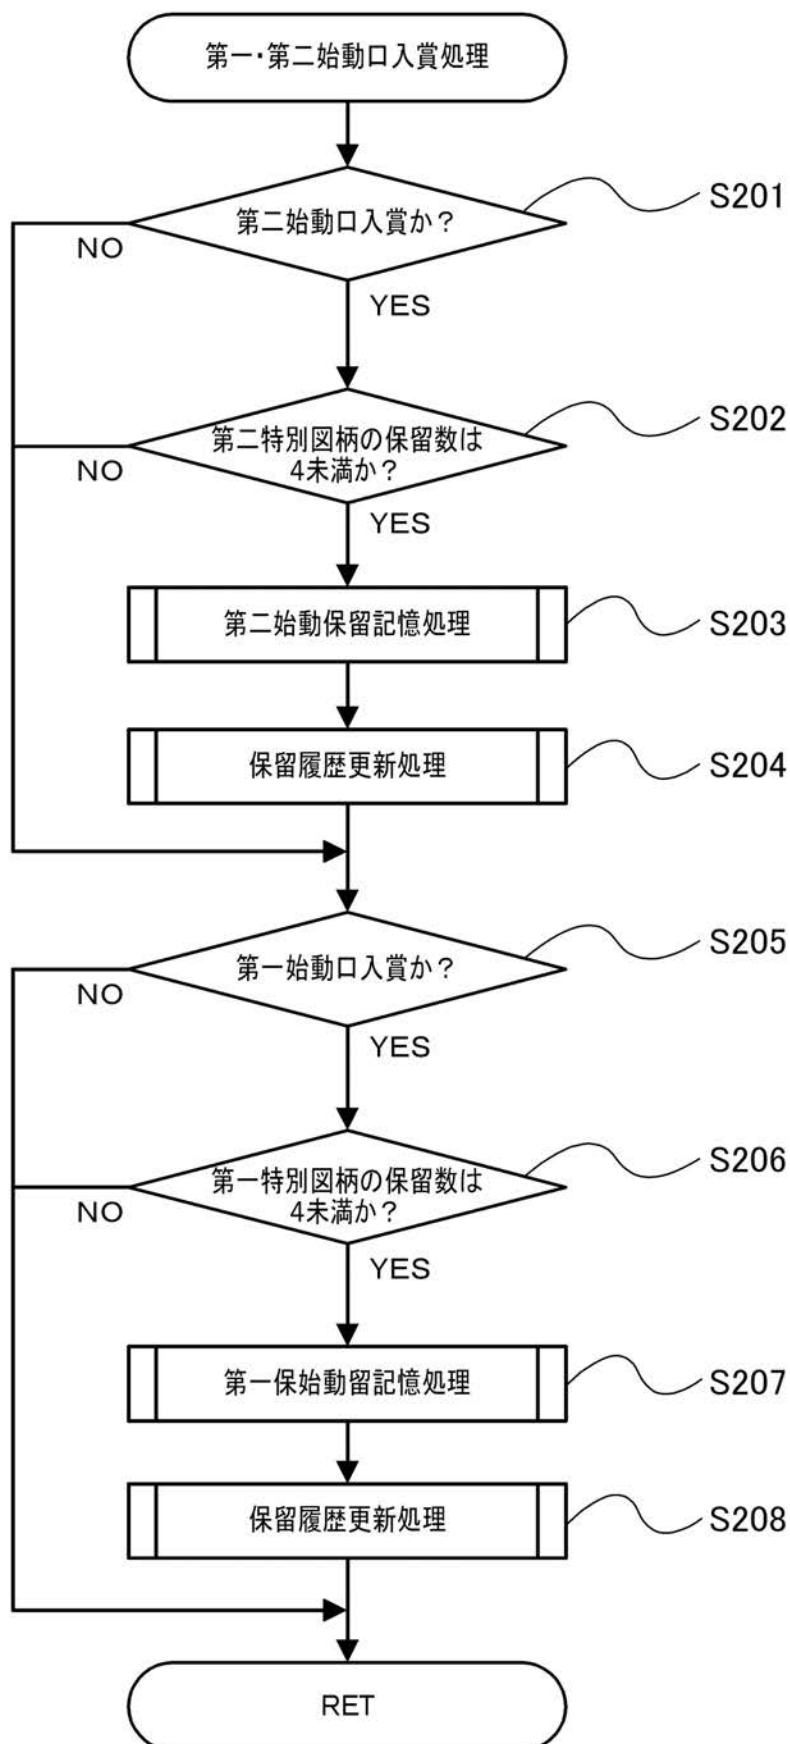 第一・第二始動口入賞処理
第二始動口入賞か？
S201
NO
YES
第二特別図柄の保留数は
4未満か？
S202
NO
YES
第二始動保留記憶処理
S203
保留履歴更新処理
S204
第一始動口入賞か？
S205
NO
YES
第一特別図柄の保留数は
4未満か？
S206
NO
YES
第一保始動留記憶処理
S207
保留履歴更新処理
S208
RET